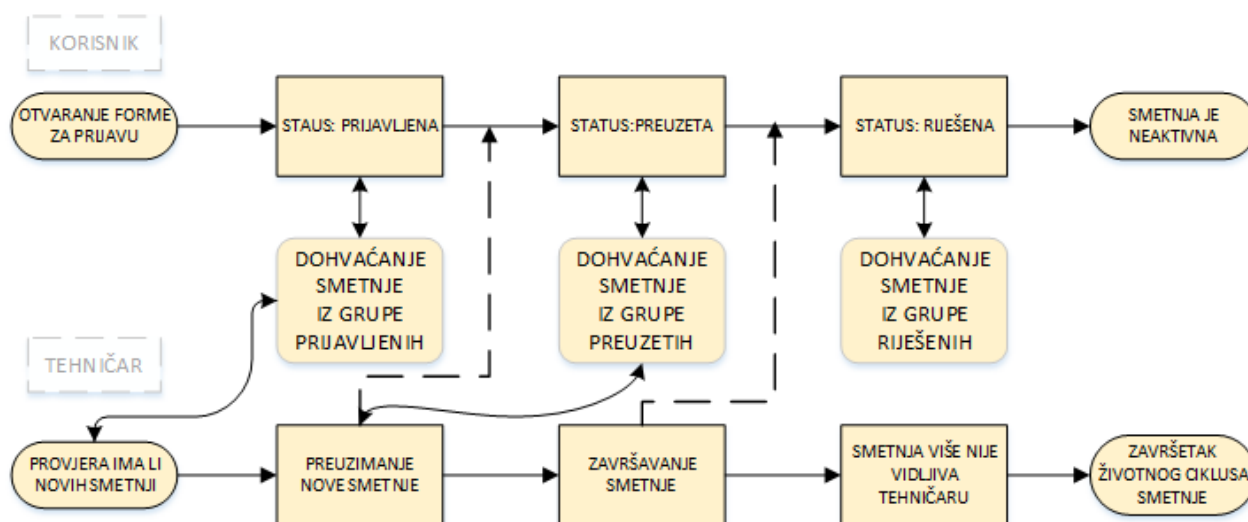 KORISNIK
OTVARANJE FORME
ZA PRIJAVU
STAUS: PRIJAVLJENA
STATUS:PREUZETA
STATUS: RIJEŠENA
SMETNJA JE
NEAKTIVNA
DOHVAĆANJE
SMETNJE
IZ GRUPE
PRIJAVLJENIH
DOHVAĆANJE
SMETNJE
IZ GRUPE
PREUZETIH
DOHVAĆANJE
SMETNJE
IZ GRUPE
RIJEŠENIH
TEHNIČAR
PROVJERA IMA LI
NOVIH SMETNJI
PREUZIMANJE
NOVE SMETNJE
ZAVRŠAVANJE
SMETNJE
SMETNJA VIŠE NIJE
VIDLJIVA
TEHNIČARU
ZAVRŠETAK
ŽIVOTNOG CIKLUSA
SMETNJE